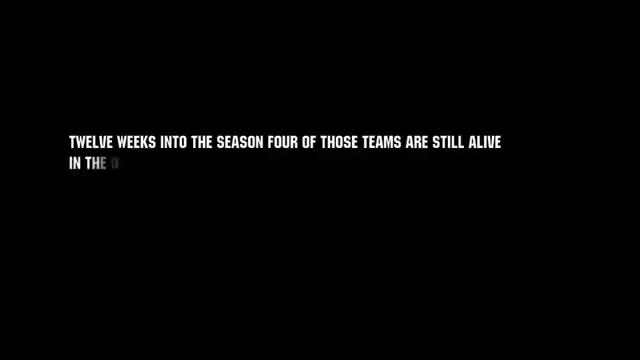 TWELVE WEEKS INTO THE SEASON FOUR OF THOSE TEAMS ARE STILL ALIVE
IN THE